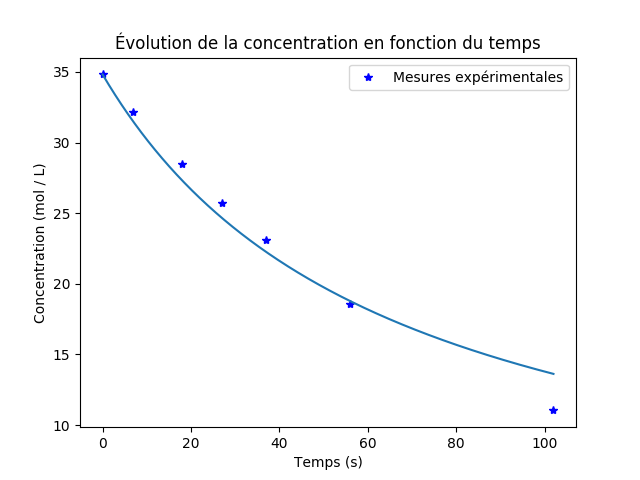 Évolution de la concentration en fonction du temps
Mesures expérimentales
35
30
25
20
15
10
Concentration (mol / L)
0 20 40 60 80 100
Temps (s)